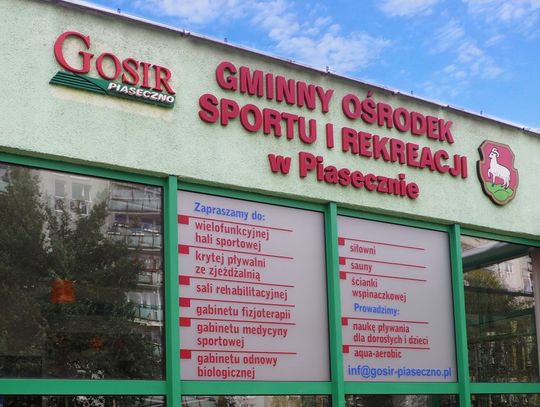 GOSIR
PIASECZNO
GMINNY OŚRODEK
SPORTU I REKREACJI
w Piasecznie
Zapraszamy do:
wielofunkcyjnej
hali sportowej
krytej pływalni
ze zjeżdżalnią
sali rehabilitacyjnej
gabinetu fizjoterapii
gabinetu medycyny
sportowej
gabinetu odnowy
biologicznej
siłowni
sauny
ścianki
wspinaczkowej
Prowadzimy:
naukę pływania
dla dorosłych i dzieci
aqua-aerobic
inf@gosir-piaseczno.pl